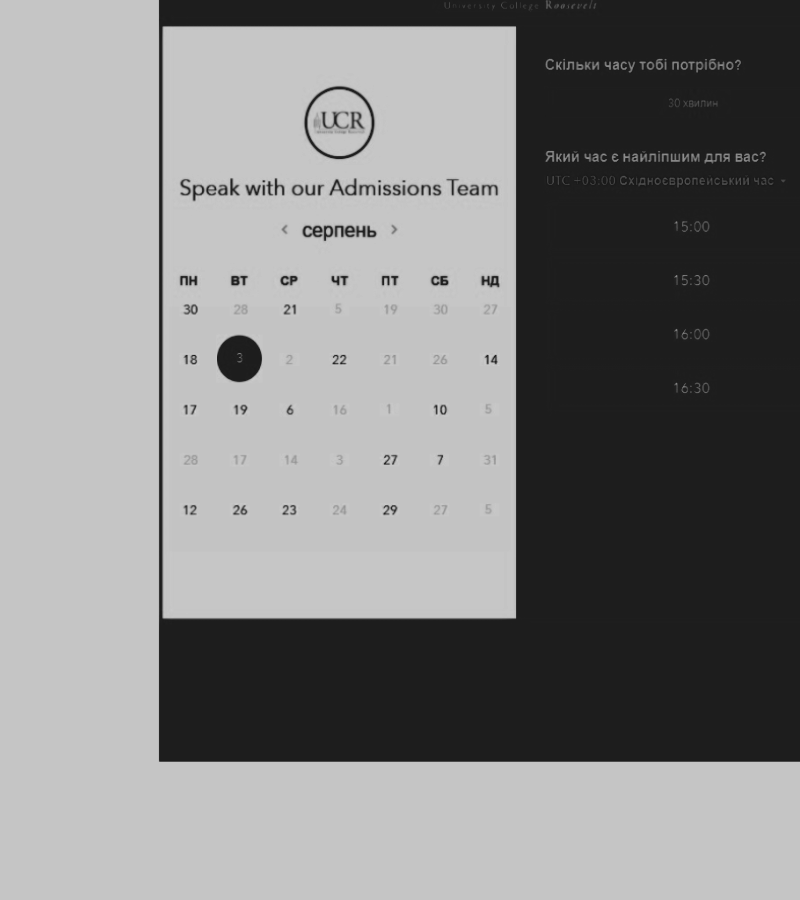 University College Roosevelt
UCR
Speak with our Admissions Team
< серпень >
ПН ВТ СР ЧТ ПТ СБ НД
30 28 21 5 19 30 27
18 3 2 22 21 26 14
17 19 6 16 1 10 5
28 17 14 3 27 7 31
12 26 23 24 29 27 5
Скільки часу тобі потрібно?
30 хвилин
Який час є найліпшим для вас?
UTC +03:00 Східноєвропейський час
15:00
15:30
16:00
16:30